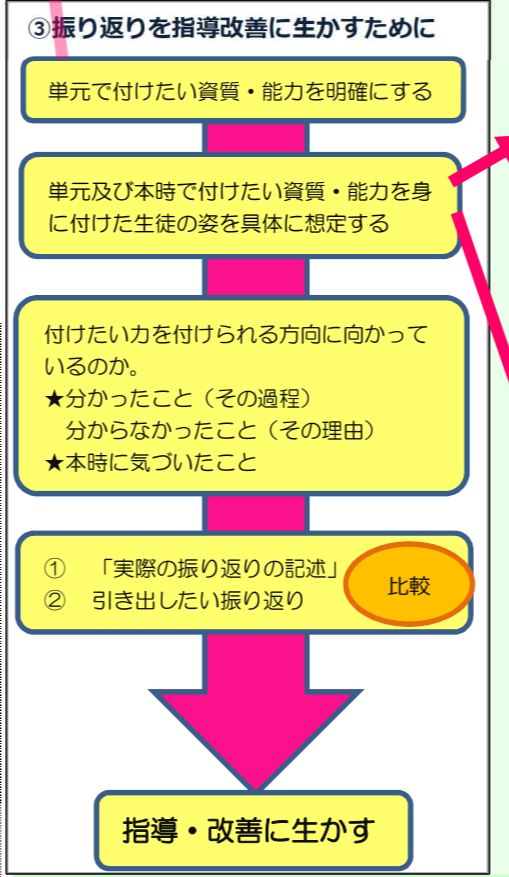 ③振り返りを指導改善に生かすために
単元で付けたい資質・能力を明確にする
単元及び本時で付けたい資質・能力を身
に付けた生徒の姿を具体に想定する
付けたい力を付けられる方向に向かって
いるのか。
★分かったこと（その過程）
　分からなかったこと（その理由）
★本時に気づいたこと
①　「実際の振り返りの記述」
②　引き出したい振り返り
比較
指導・改善に生かす